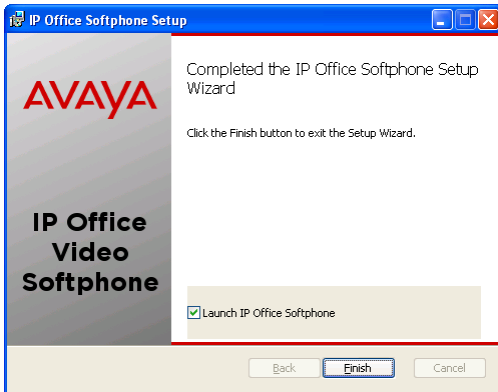 IP Office Softphone Setup
AVAYA
IP Office
Video
Softphone
Completed the IP Office Softphone Setup
Wizard
Click the Finish button to exit the Setup Wizard.
Launch IP Office Softphone
Back
Finish
Cancel